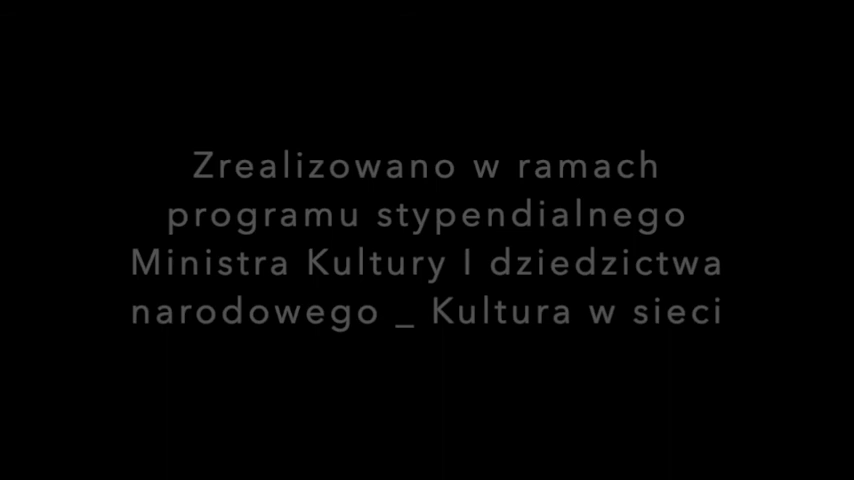 Zrealizowano w ramach
programu stypendialnego
Ministra Kultury I dziedzictwa
narodowego _ Kultura w sieci